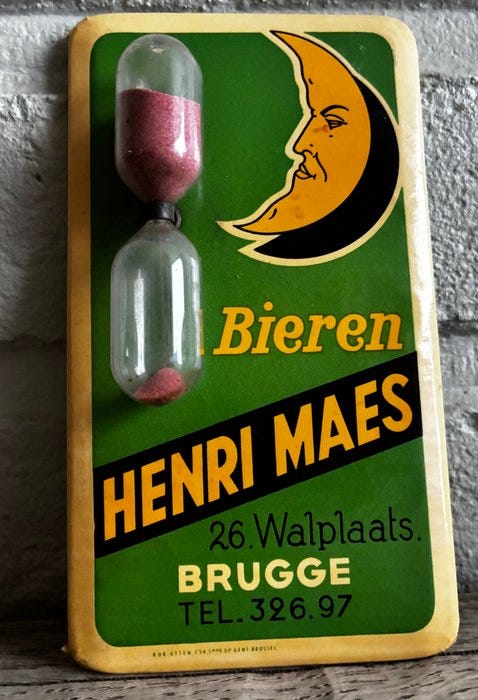 Bieren
HENRI MAES
26. Walplaats.
BRUGGE
TEL. 326.97